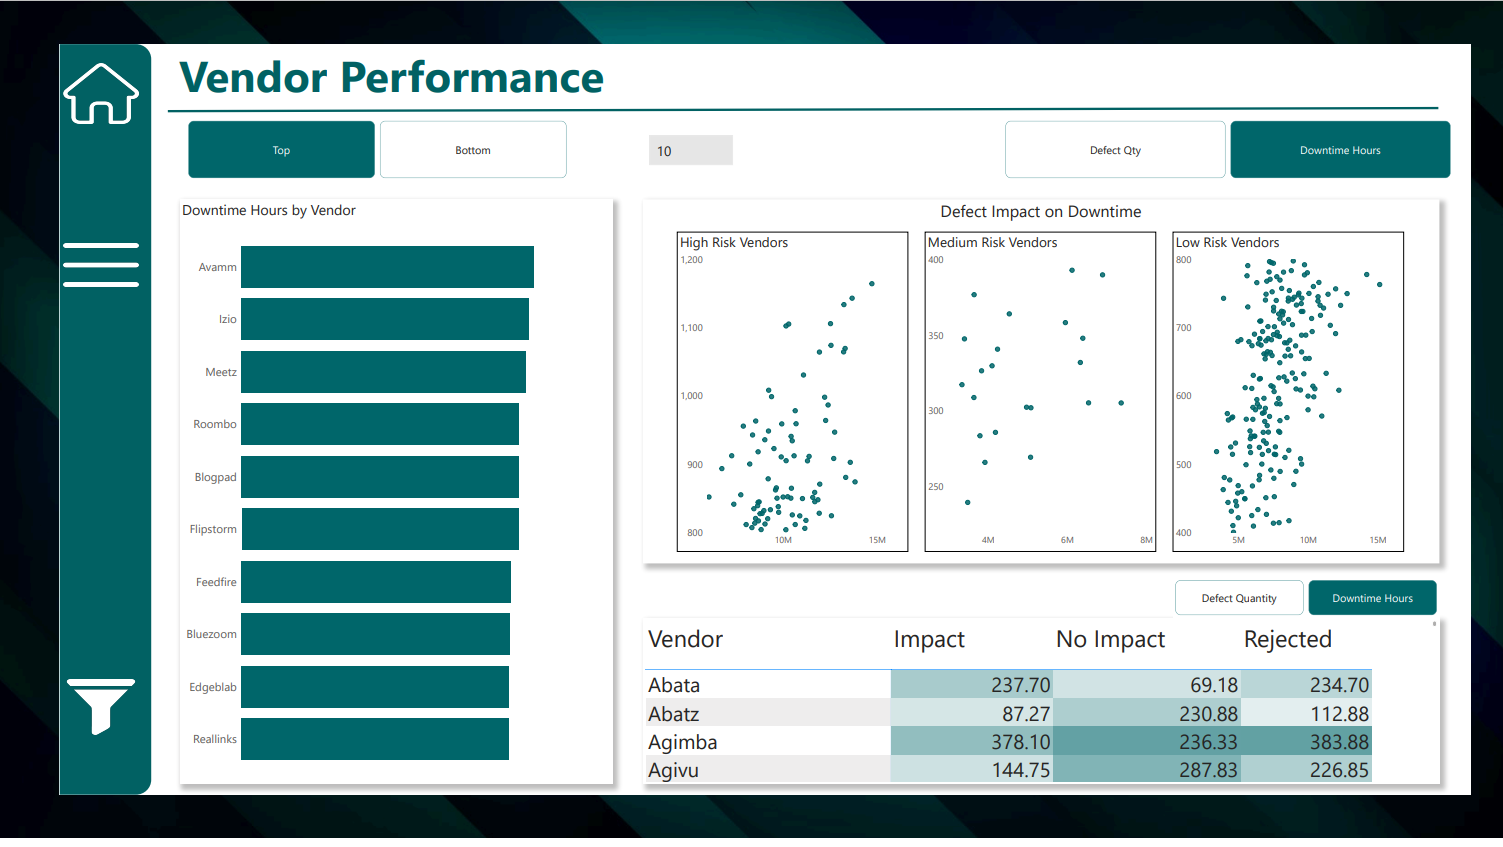 Vendor Performance
Top
Bottom
10
Defect Qty
Downtime Hours
Downtime Hours by Vendor
Avamm
Izio
Meetz
Roombo
Blogpad
Flipstorm
Feedfire
Bluezoom
Edgeblab
Reallinks
Defect Impact on Downtime
High Risk Vendors
1,200
1,100
1,000
900
800
10M 15M
Medium Risk Vendors
400
350
300
250
4M 6M 8M
Low Risk Vendors
800
700
600
500
400
5M 10M 15M
Defect Quantity
Downtime Hours
Vendor Impact No Impact Rejected
Abata 237.70 69.18 234.70
Abatz 87.27 230.88 112.88
Agimba 378.10 236.33 383.88
Agivu 144.75 287.83 226.85